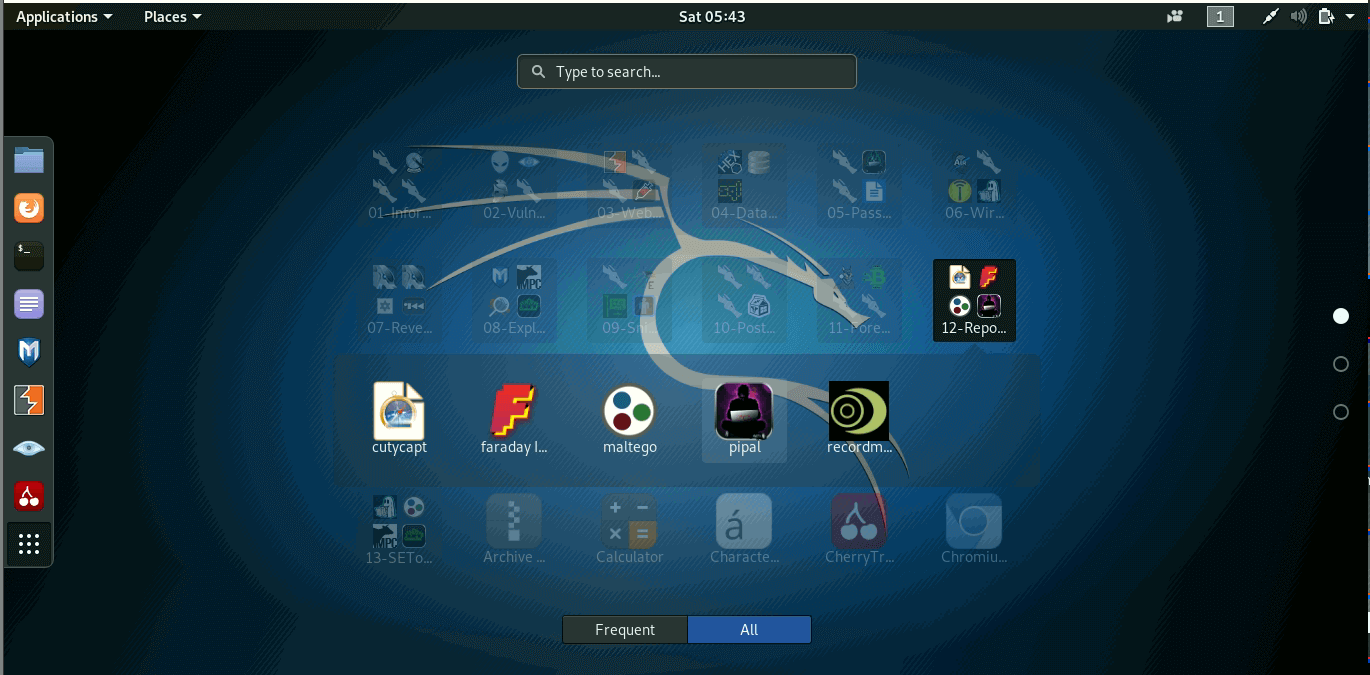 Applications Places Sat 05:43 1
Type to search...
01-Infor... 02-Vuln... 03-Web... 04-Data... 05-Pass... 06-Wir...
07-Reve... 08-Expl... 09-Sni... 10-Post... 11-Fore... 12-Repo...
cutycapt faraday I... maltego pipal recordm...
13-SETo... Archive ... Calculator Characte... CherryTr... Chromiu...
Frequent All